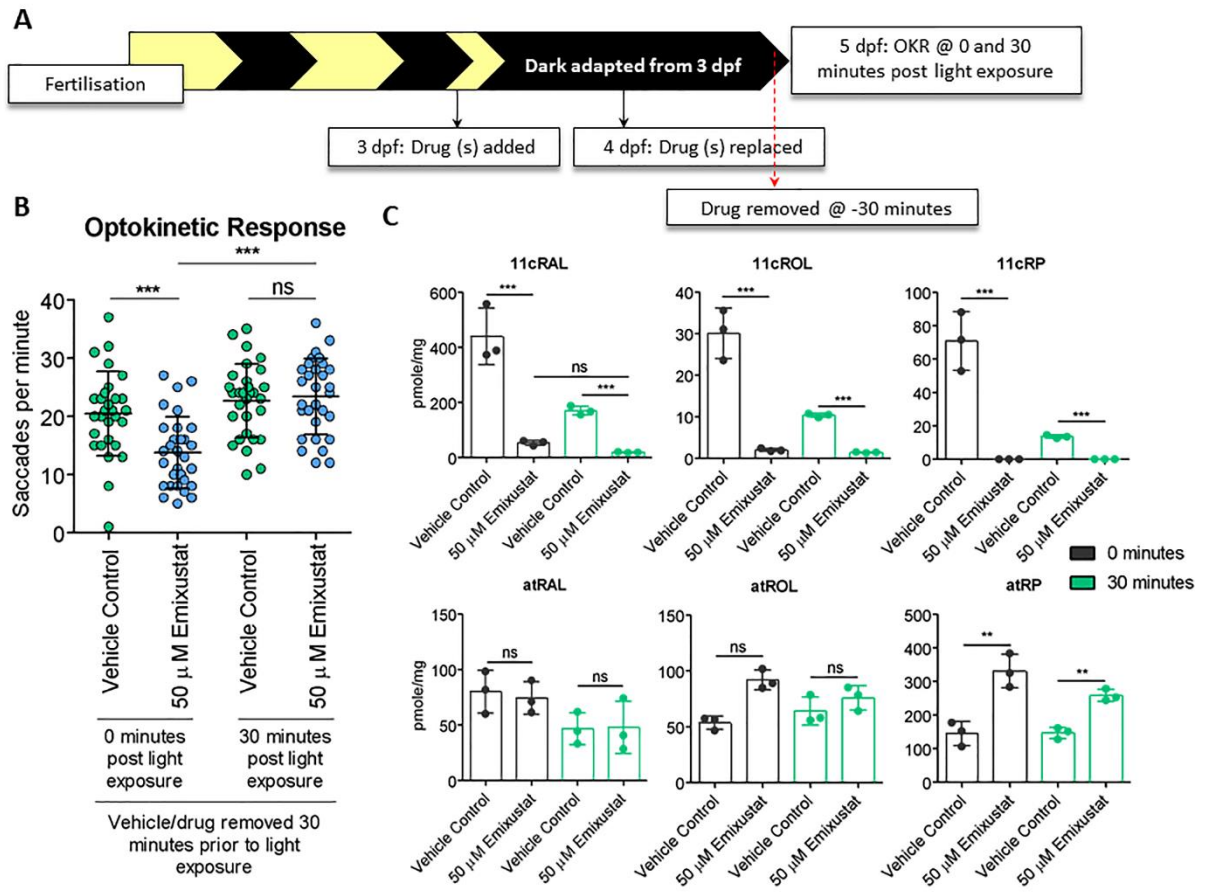 A
Fertilisation
Dark adapted from 3 dpf
5 dpf: OKR @ 0 and 30
minutes post light exposure
3 dpf: Drug (s) added
4 dpf: Drug (s) replaced
Drug removed @ -30 minutes
B
Optokinetic Response
***
***
***
ns
Saccades per minute
40
30
20
10
0
Vehicle Control
50 µM Emixustat
Vehicle Control
50 µM Emixustat
0 minutes
post light
exposure
30 minutes
post light
exposure
Vehicle/drug removed 30
minutes prior to light
exposure
C
11cRAL
pmole/mg
600
400
200
0
***
ns
***
Vehicle Control
50 µM Emixustat
Vehicle Control
50 µM Emixustat
11cROL
40
30
20
10
0
***
***
Vehicle Control
50 µM Emixustat
Vehicle Control
50 µM Emixustat
11cRP
100
80
60
40
20
0
***
***
Vehicle Control
50 µM Emixustat
Vehicle Control
50 µM Emixustat
0 minutes
30 minutes
atRAL
pmole/mg
150
100
50
0
ns
ns
Vehicle Control
50 µM Emixustat
Vehicle Control
50 µM Emixustat
atROL
150
100
50
0
ns
ns
Vehicle Control
50 µM Emixustat
Vehicle Control
50 µM Emixustat
atRP
500
400
300
200
100
0
**
**
Vehicle Control
50 µM Emixustat
Vehicle Control
50 µM Emixustat